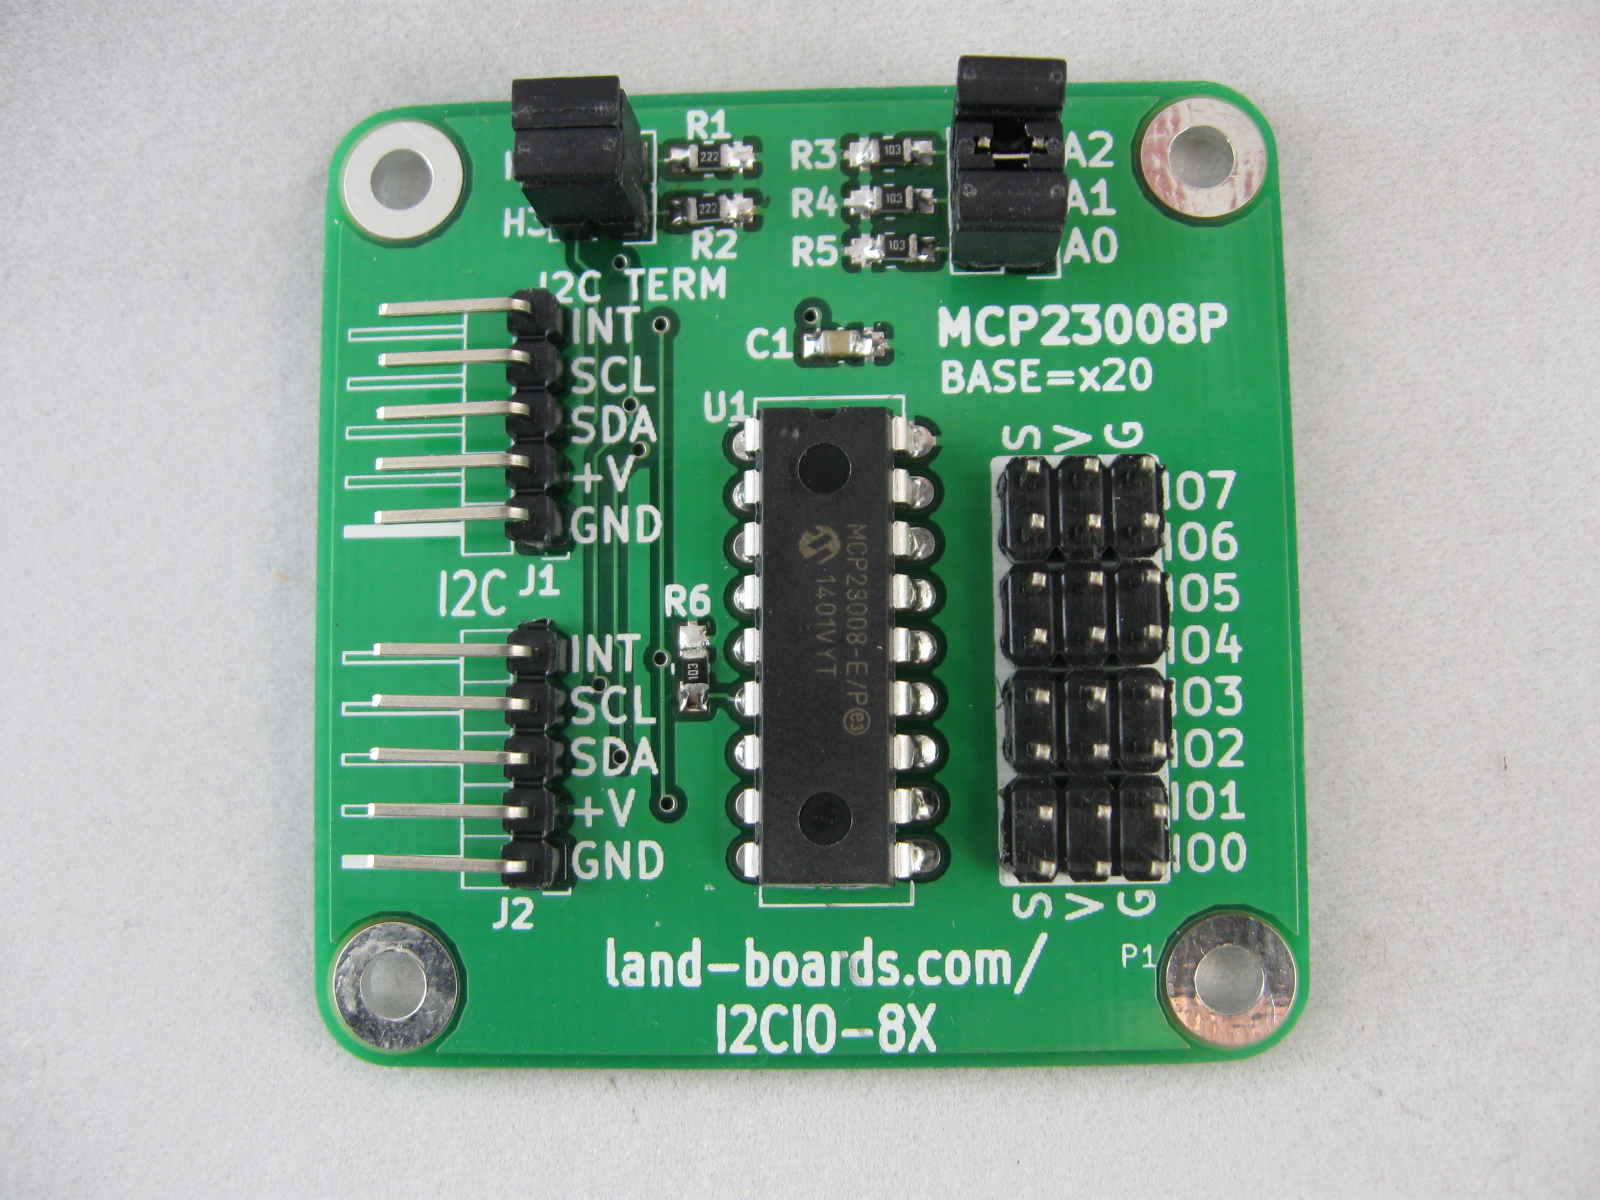 R1
222
H3
222
R2
I2C TERM
R3
103
A2
R4
103
A1
R5
103
A0
INT
SCL
SDA
+V
GND
J1
I2C
C1
MCP23008P
BASE=x20
U1
MCP23008-E/P e3
1401VYT
R6
103
S V G
IO7
IO6
IO5
IO4
IO3
IO2
IO1
IO0
S V G
P1
INT
SCL
SDA
+V
GND
J2
land-boards.com/
I2CIO-8X